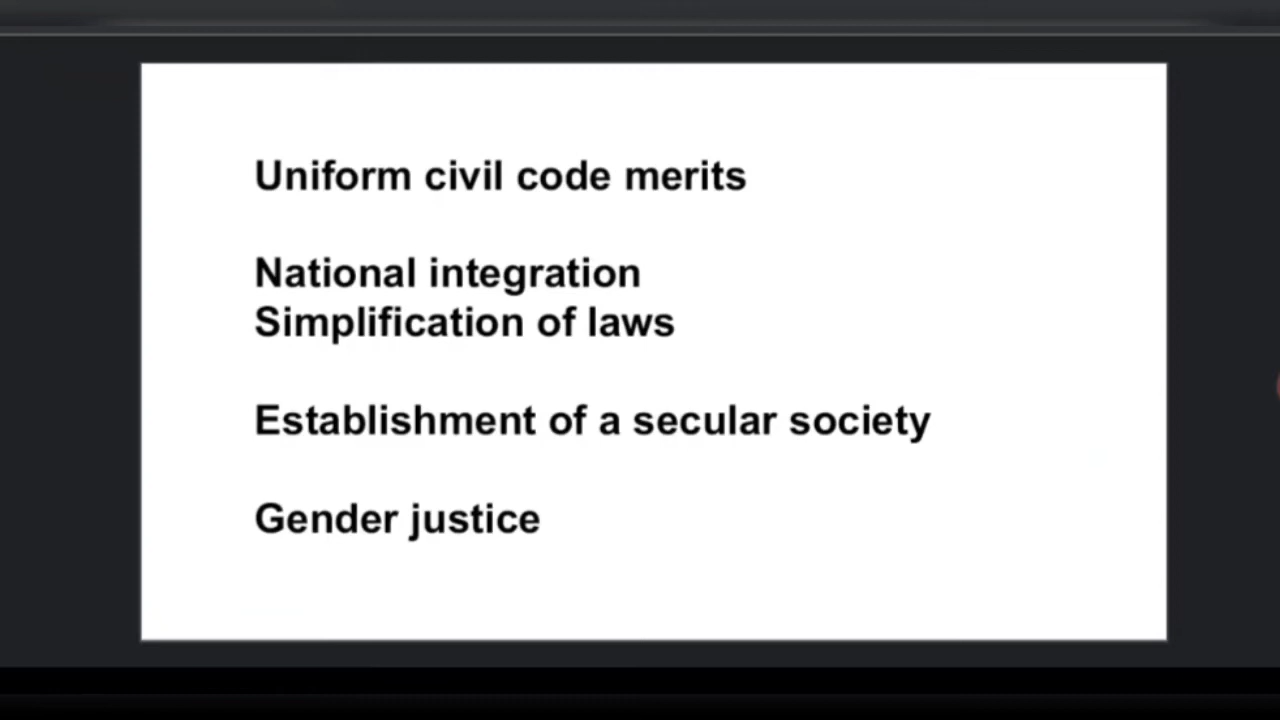 Uniform civil code merits
National integration
Simplification of laws
Establishment of a secular society
Gender justice